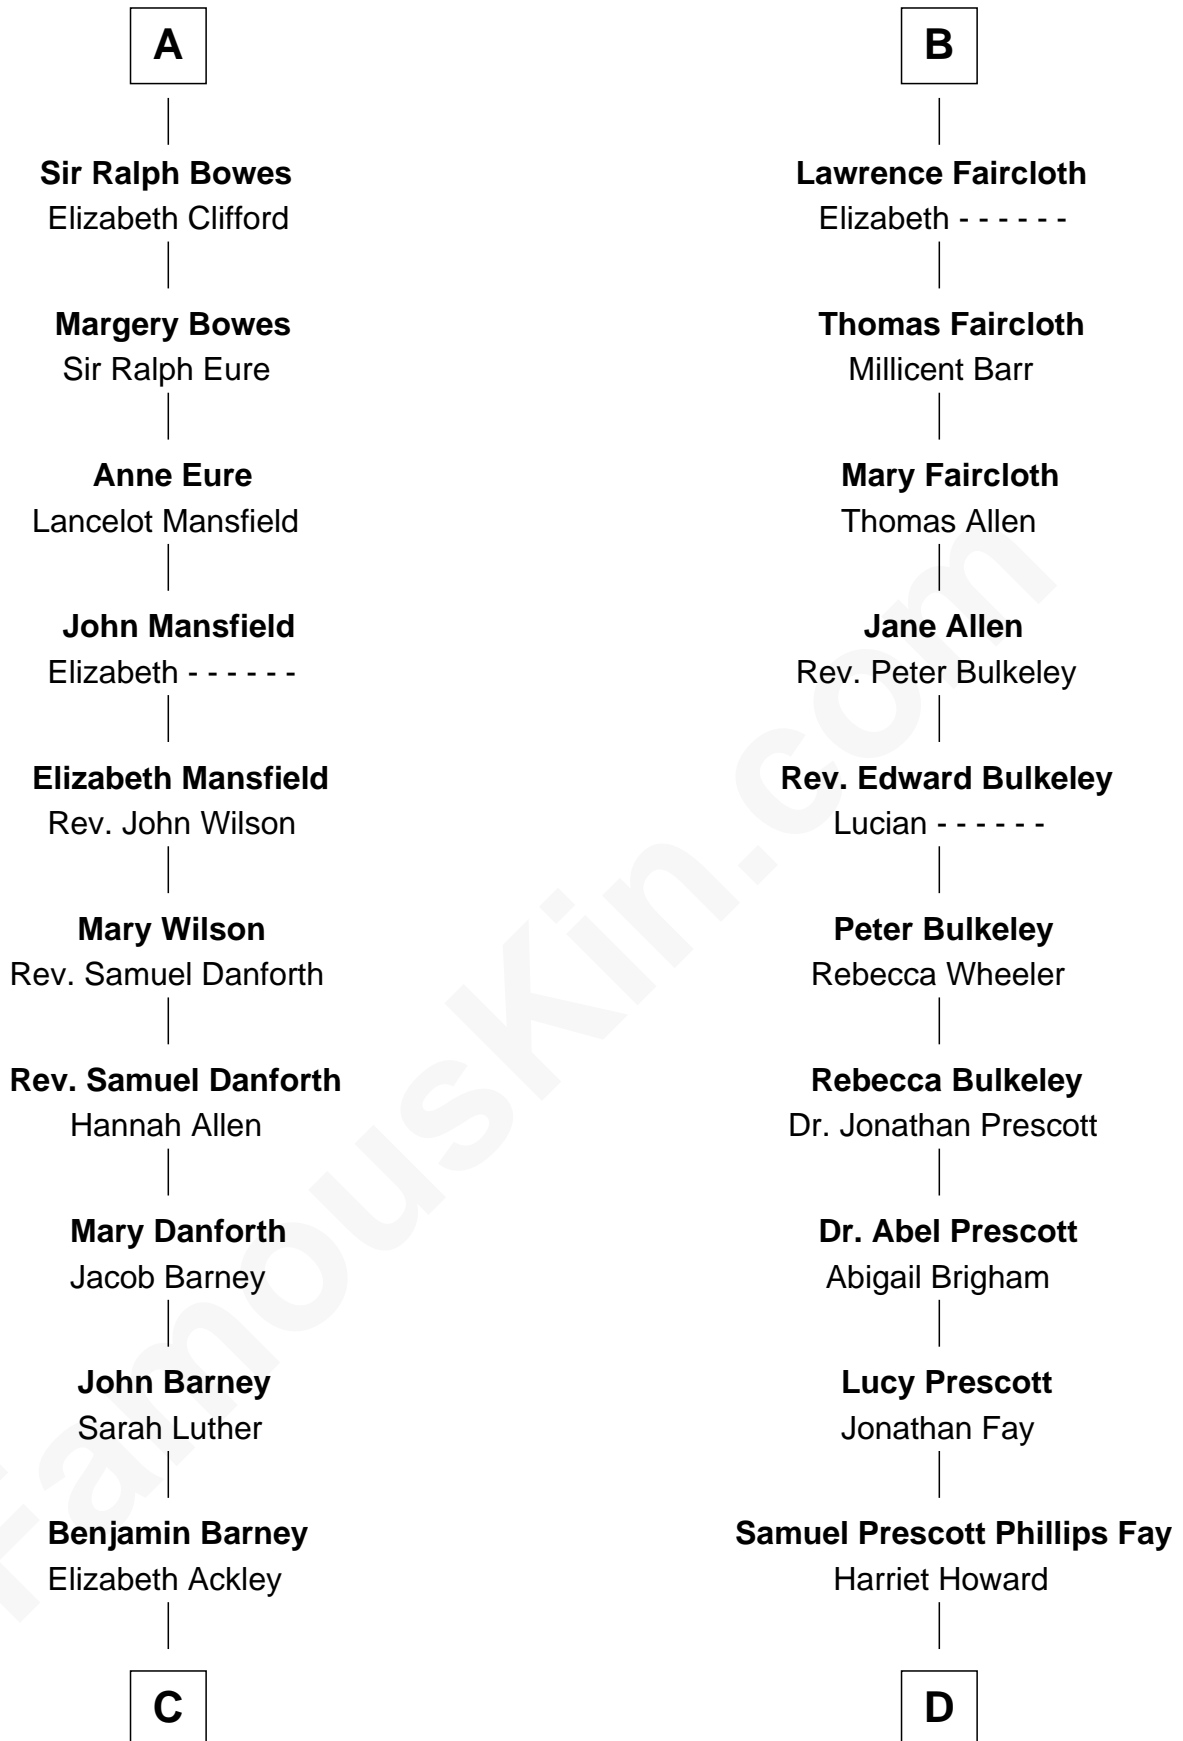 A
Sir Ralph Bowes
Elizabeth Clifford
Margery Bowes
Sir Ralph Eure
Anne Eure
Lancelot Mansfield
John Mansfield
Elizabeth - - - - - -
Elizabeth Mansfield
Rev. John Wilson
Mary Wilson
Rev. Samuel Danforth
Rev. Samuel Danforth
Hannah Allen
Mary Danforth
Jacob Barney
John Barney
Sarah Luther
Benjamin Barney
Elizabeth Ackley
C
B
Lawrence Faircloth
Elizabeth - - - - - -
Thomas Faircloth
Millicent Barr
Mary Faircloth
Thomas Allen
Jane Allen
Rev. Peter Bulkeley
Rev. Edward Bulkeley
Lucian - - - - - -
Peter Bulkeley
Rebecca Wheeler
Rebecca Bulkeley
Dr. Jonathan Prescott
Dr. Abel Prescott
Abigail Brigham
Lucy Prescott
Jonathan Fay
Samuel Prescott Phillips Fay
Harriet Howard
D
FamousKin.com